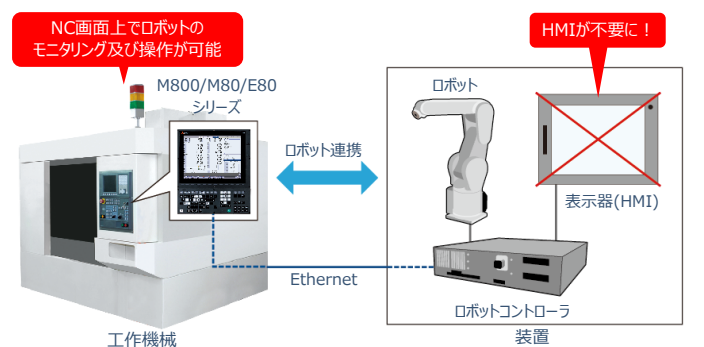 NC画面上でロボットの
モニタリング及び操作が可能
HMIが不要に！
M800/M80/E80
シリーズ
ロボット
ロボット連携
表示器(HMI)
Ethernet
ロボットコントローラ
工作機械
装置